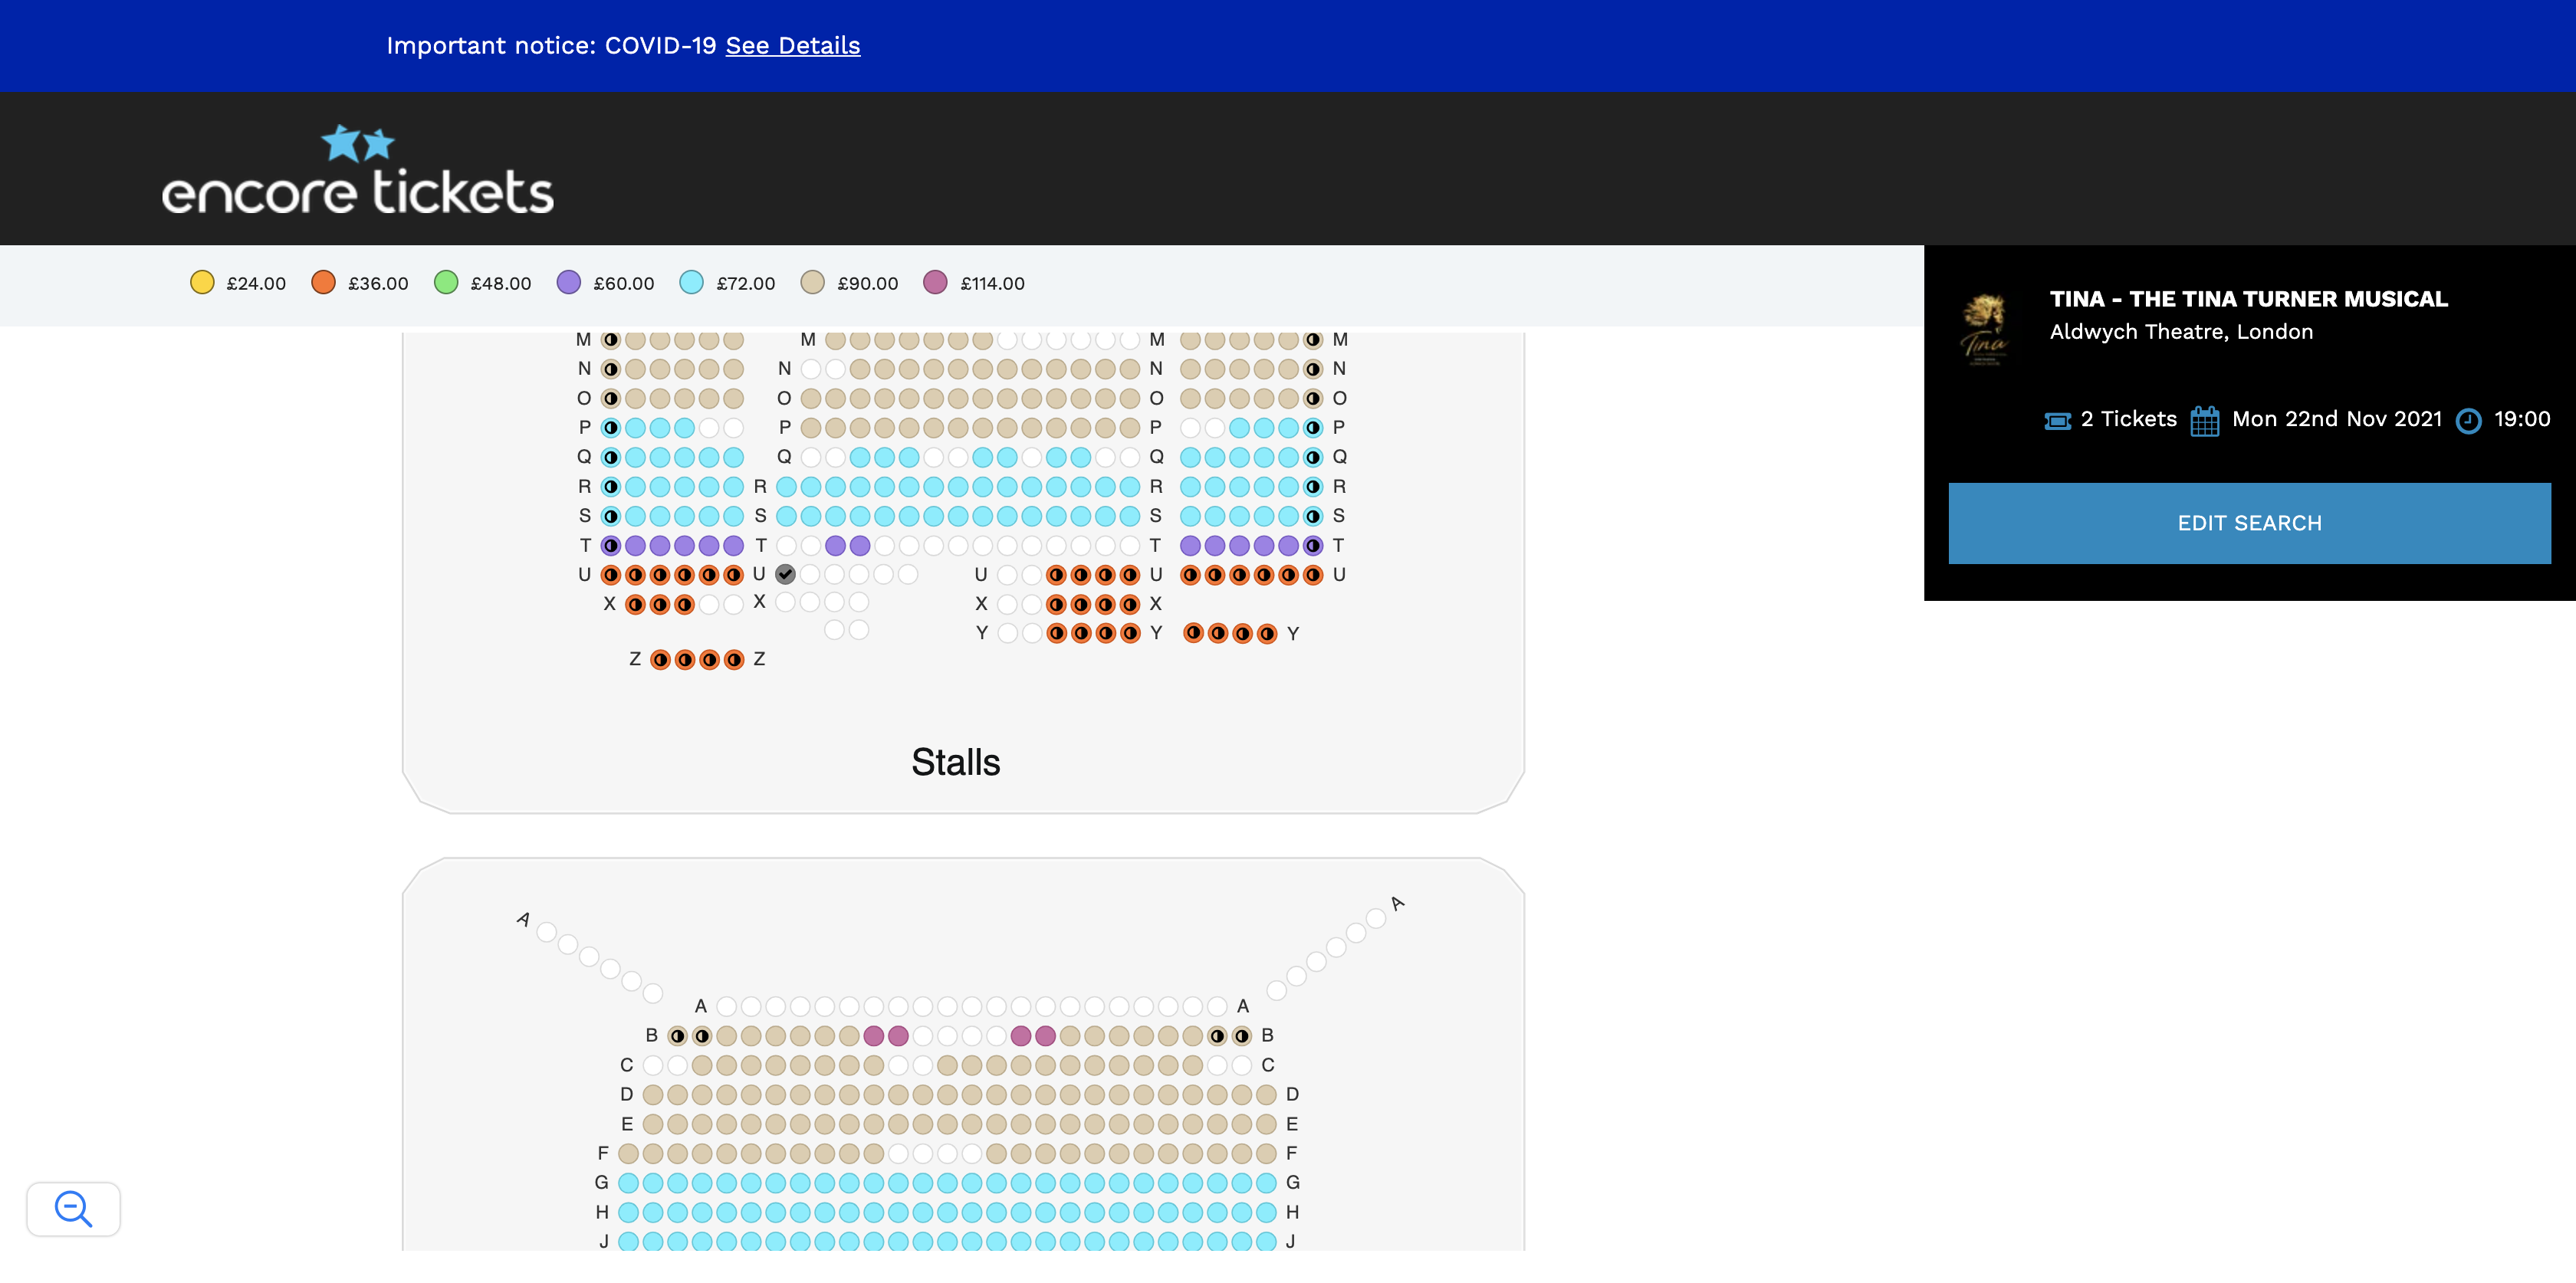 Important notice: COVID-19 See Details
encore tickets
£24.00 £36.00 £48.00 £60.00 £72.00 £90.00 £114.00
TINA - THE TINA TURNER MUSICAL
Aldwych Theatre, London
Tina
2 Tickets Mon 22nd Nov 2021 19:00
EDIT SEARCH
M M M M
N N N N
O O O O
P P P P
Q Q Q Q
R R R R
S S S S
T T T T
U U U U U
X X X X
Y Y Y
Z Z
Stalls
A A
A A
B B
C C
D D
E E
F F
G G
H H
J J